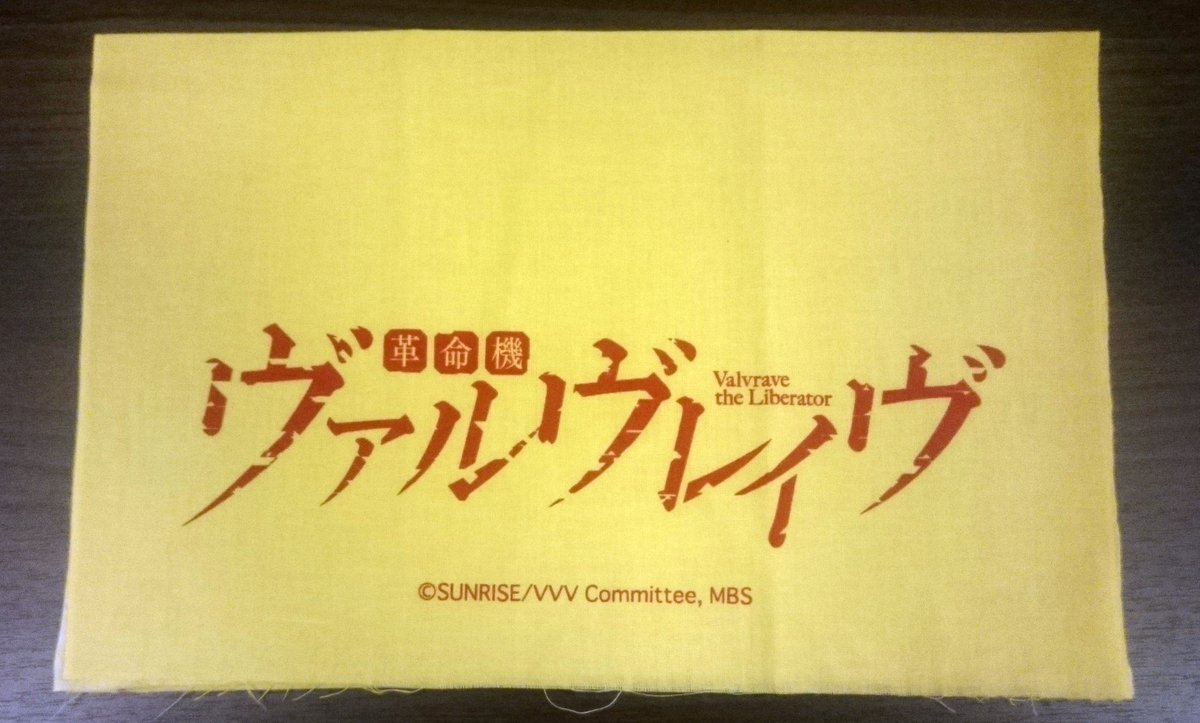 革命機
ヴァルヴレイヴ
Valvrave
the Liberator
©SUNRISE/VVV Committee, MBS